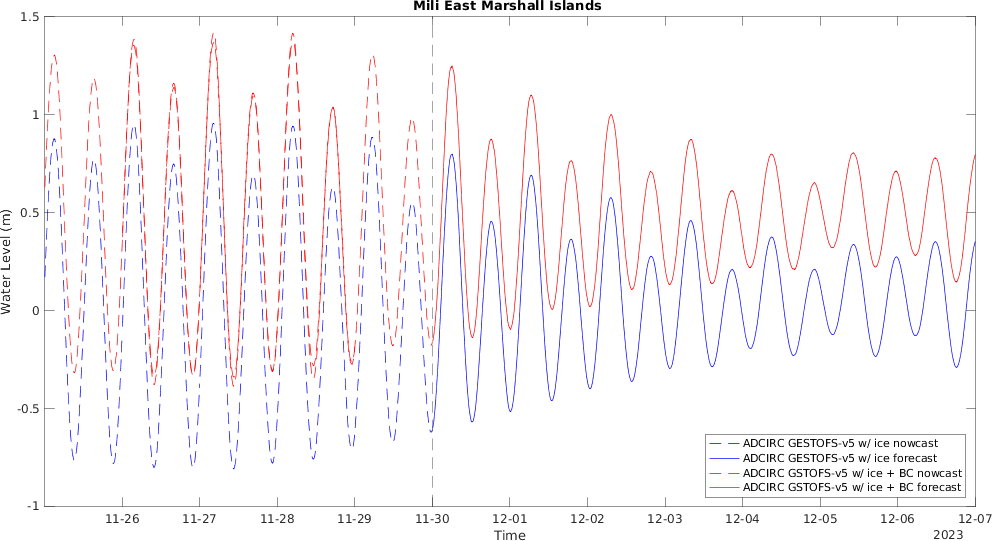 Mili East Marshall Islands
1.5
1
0.5
0
-0.5
-1
Water Level (m)
11-26
11-27
11-28
11-29
11-30
12-01
12-02
12-03
12-04
12-05
12-06
12-07
Time
2023
ADCIRC GESTOFS-v5 w/ ice nowcast
ADCIRC GESTOFS-v5 w/ ice forecast
ADCIRC GSTOFS-v5 w/ ice + BC nowcast
ADCIRC GSTOFS-v5 w/ ice + BC forecast